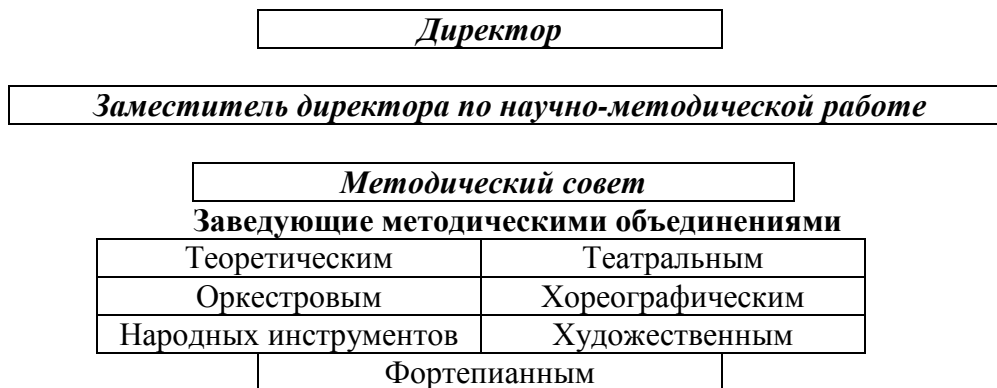 Директор
Заместитель директора по научно-методической работе
Методический совет
Заведующие методическими объединениями
Теоретическим Театральным
Оркестровым Хореографическим
Народных инструментов Художественным
Фортепианным